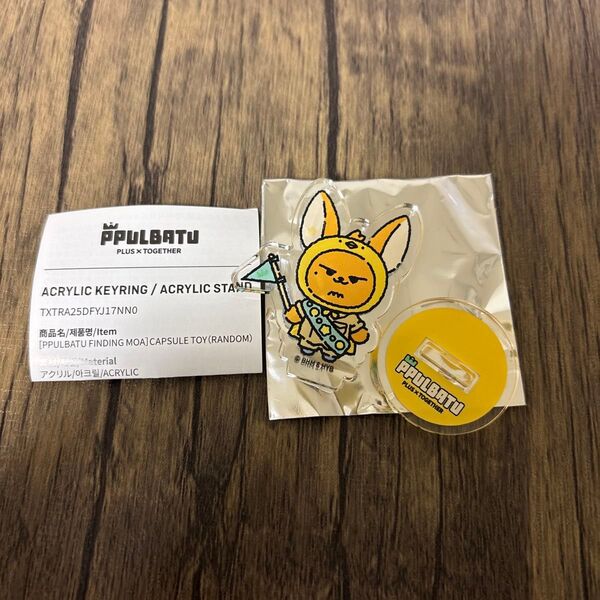 PPULBATU
PLUS × TOGETHER
ACRYLIC KEYRING / ACRYLIC STAND
TXTRA25DFYJ17NN0
商品名/제품명/Item
[PPULBATU FINDING MOA] CAPSULE TOY (RANDOM)
/Material
アクリル/아크릴/ACRYLIC
© BHM & HYB
PPULBATU
PLUS × TOGETHER